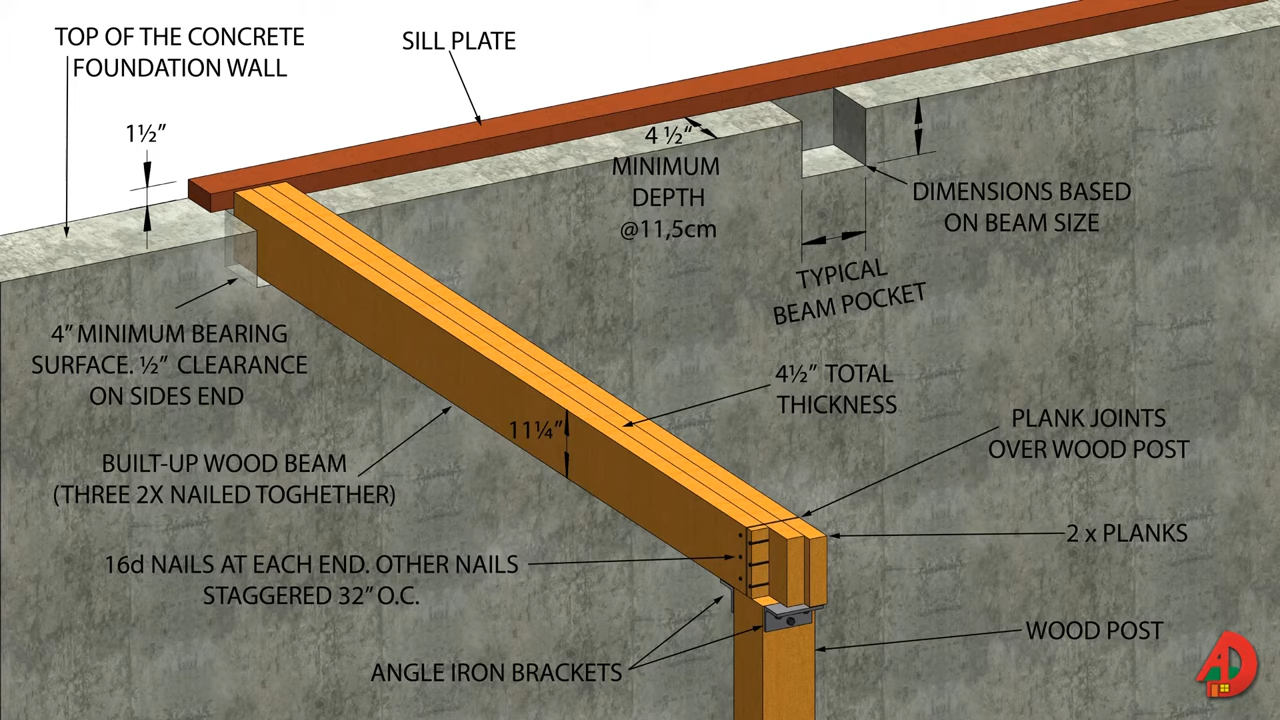 TOP OF THE CONCRETE
FOUNDATION WALL
SILL PLATE
1½”
4 ½“
MINIMUM
DEPTH
@11,5cm
DIMENSIONS BASED
ON BEAM SIZE
TYPICAL
BEAM POCKET
4” MINIMUM BEARING
SURFACE. ½” CLEARANCE
ON SIDES END
4½” TOTAL
THICKNESS
11¼”
PLANK JOINTS
OVER WOOD POST
BUILT-UP WOOD BEAM
(THREE 2X NAILED TOGHETHER)
2 x PLANKS
16d NAILS AT EACH END. OTHER NAILS
STAGGERED 32” O.C.
WOOD POST
ANGLE IRON BRACKETS
AD